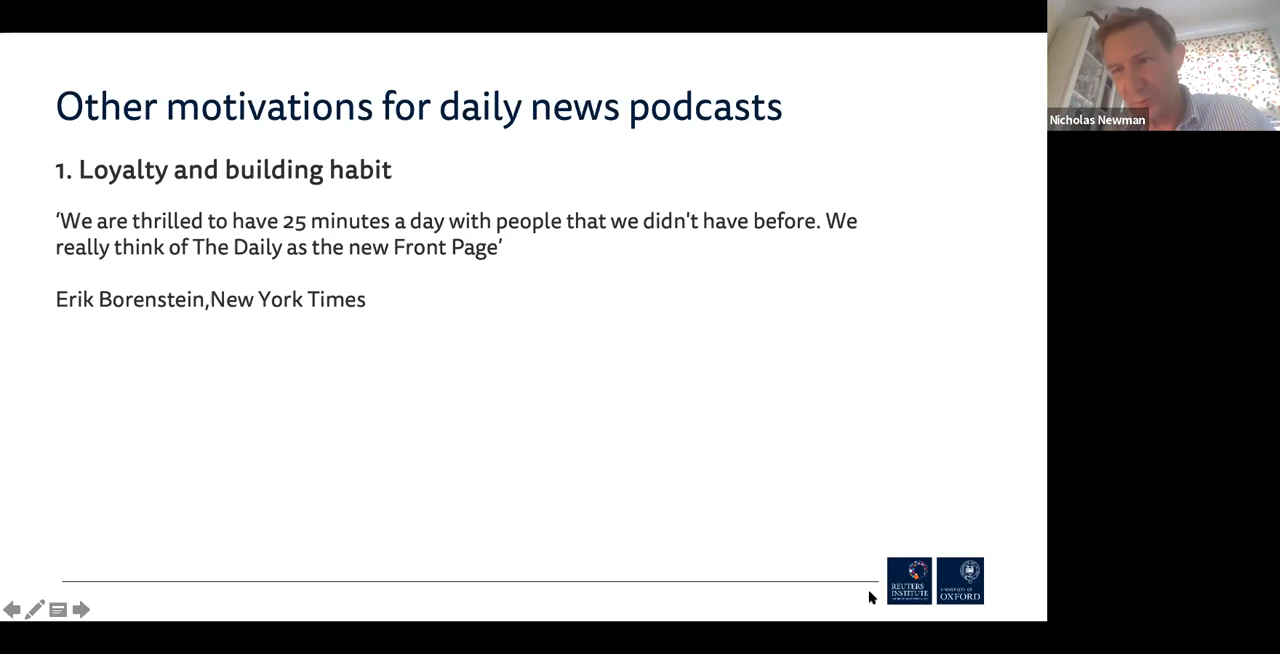 Other motivations for daily news podcasts
1. Loyalty and building habit
‘We are thrilled to have 25 minutes a day with people that we didn't have before. We
really think of The Daily as the new Front Page’
Erik Borenstein,New York Times
Nicholas Newman
REUTERS
INSTITUTE
UNIVERSITY OF
OXFORD